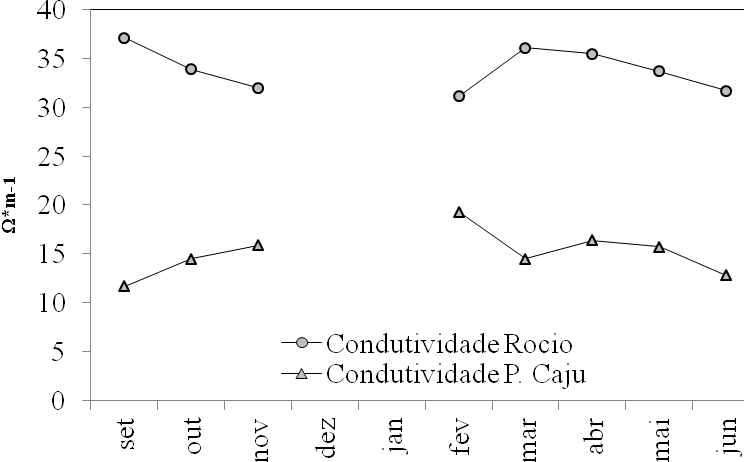 40
35
30
25
20
15
10
5
0
Ω*m-1
Condutividade Rocio
Condutividade P. Caju
set out nov dez jan fev mar abr mai jun